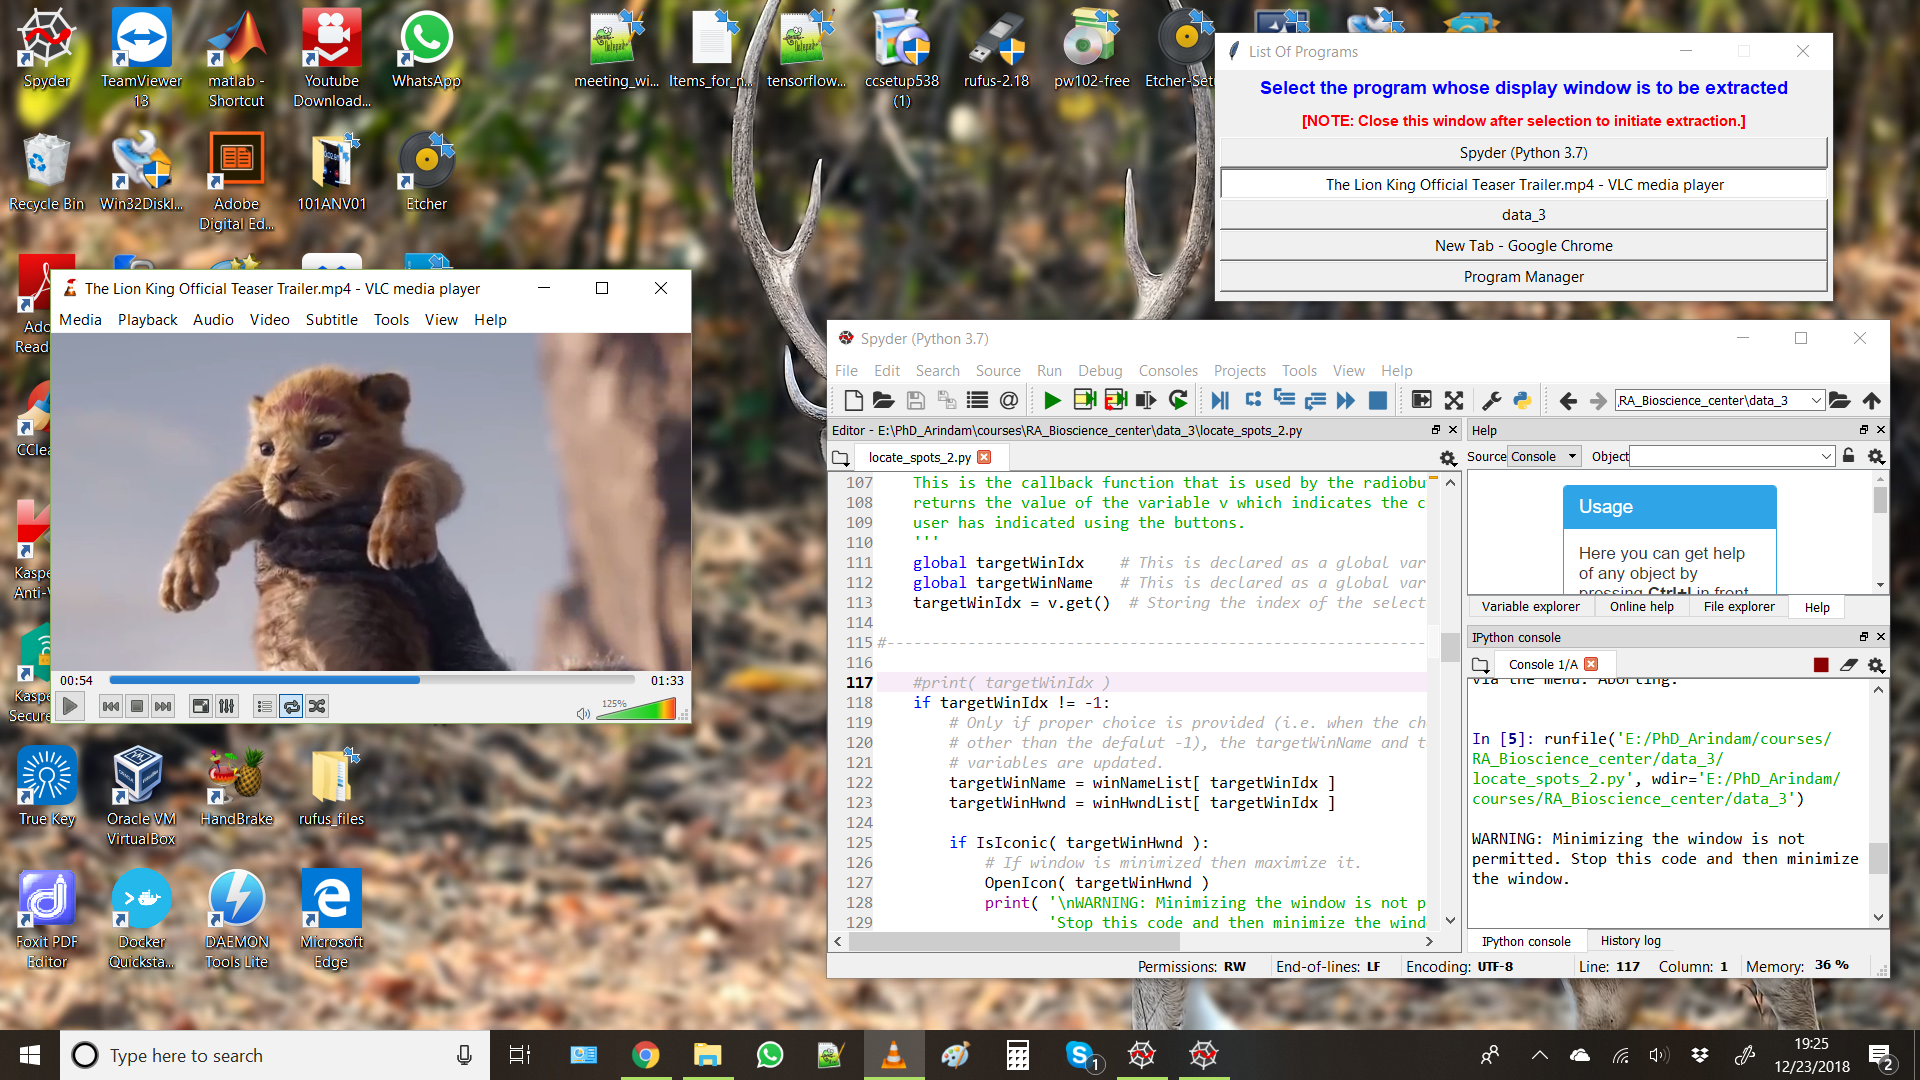 Spyder
TeamViewer 13
matlab - Shortcut
Youtube Download...
WhatsApp
meeting_wi...
Items_for_n...
tensorflow...
ccsetup538 (1)
rufus-2.18
pw102-free
Etcher-Set
Recycle Bin
Win32DiskI...
Adobe Digital Ed...
101ANV01
Etcher
List Of Programs
Select the program whose display window is to be extracted
[NOTE: Close this window after selection to initiate extraction.]
Spyder (Python 3.7)
The Lion King Official Teaser Trailer.mp4 - VLC media player
data_3
New Tab - Google Chrome
Program Manager
Ado
Read
CClea
Kaspe
Anti-V
Kaspe
Secure
The Lion King Official Teaser Trailer.mp4 - VLC media player
Media Playback Audio Video Subtitle Tools View Help
00:54
01:33
125%
True Key
Oracle VM VirtualBox
HandBrake
rufus_files
Foxit PDF Editor
Docker Quicksta...
DAEMON Tools Lite
Microsoft Edge
Spyder (Python 3.7)
File Edit Search Source Run Debug Consoles Projects Tools View Help
RA_Bioscience_center\data_3
Editor - E:\PhD_Arindam\courses\RA_Bioscience_center\data_3\locate_spots_2.py
locate_spots_2.py
107 This is the callback function that is used by the radiobu
108 returns the value of the variable v which indicates the c
109 user has indicated using the buttons.
110 '''
111 global targetWinIdx # This is declared as a global var
112 global targetWinName # This is declared as a global var
113 targetWinIdx = v.get() # Storing the index of the select
114
115 #------------------------------------------------------------
116
117 #print( targetWinIdx )
118 if targetWinIdx != -1:
119 # Only if proper choice is provided (i.e. when the ch
120 # other than the defalut -1), the targetWinName and t
121 # variables are updated.
122 targetWinName = winNameList[ targetWinIdx ]
123 targetWinHwnd = winHwndList[ targetWinIdx ]
124
125 if IsIconic( targetWinHwnd ):
126 # If window is minimized then maximize it.
127 OpenIcon( targetWinHwnd )
128 print( '\nWARNING: Minimizing the window is not p
129 'Stop this code and then minimize the wind
Help
Source Console Object
Usage
Here you can get help
of any object by
pressing Ctrl+I in front
Variable explorer Online help File explorer Help
IPython console
Console 1/A
via the menu. Aborting.
In [5]: runfile('E:/PhD_Arindam/courses/
RA_Bioscience_center/data_3/
locate_spots_2.py', wdir='E:/PhD_Arindam/
courses/RA_Bioscience_center/data_3')
WARNING: Minimizing the window is not
permitted. Stop this code and then minimize
the window.
IPython console History log
Permissions: RW End-of-lines: LF Encoding: UTF-8 Line: 117 Column: 1 Memory: 36 %
Type here to search
1
19:25
12/23/2018
2